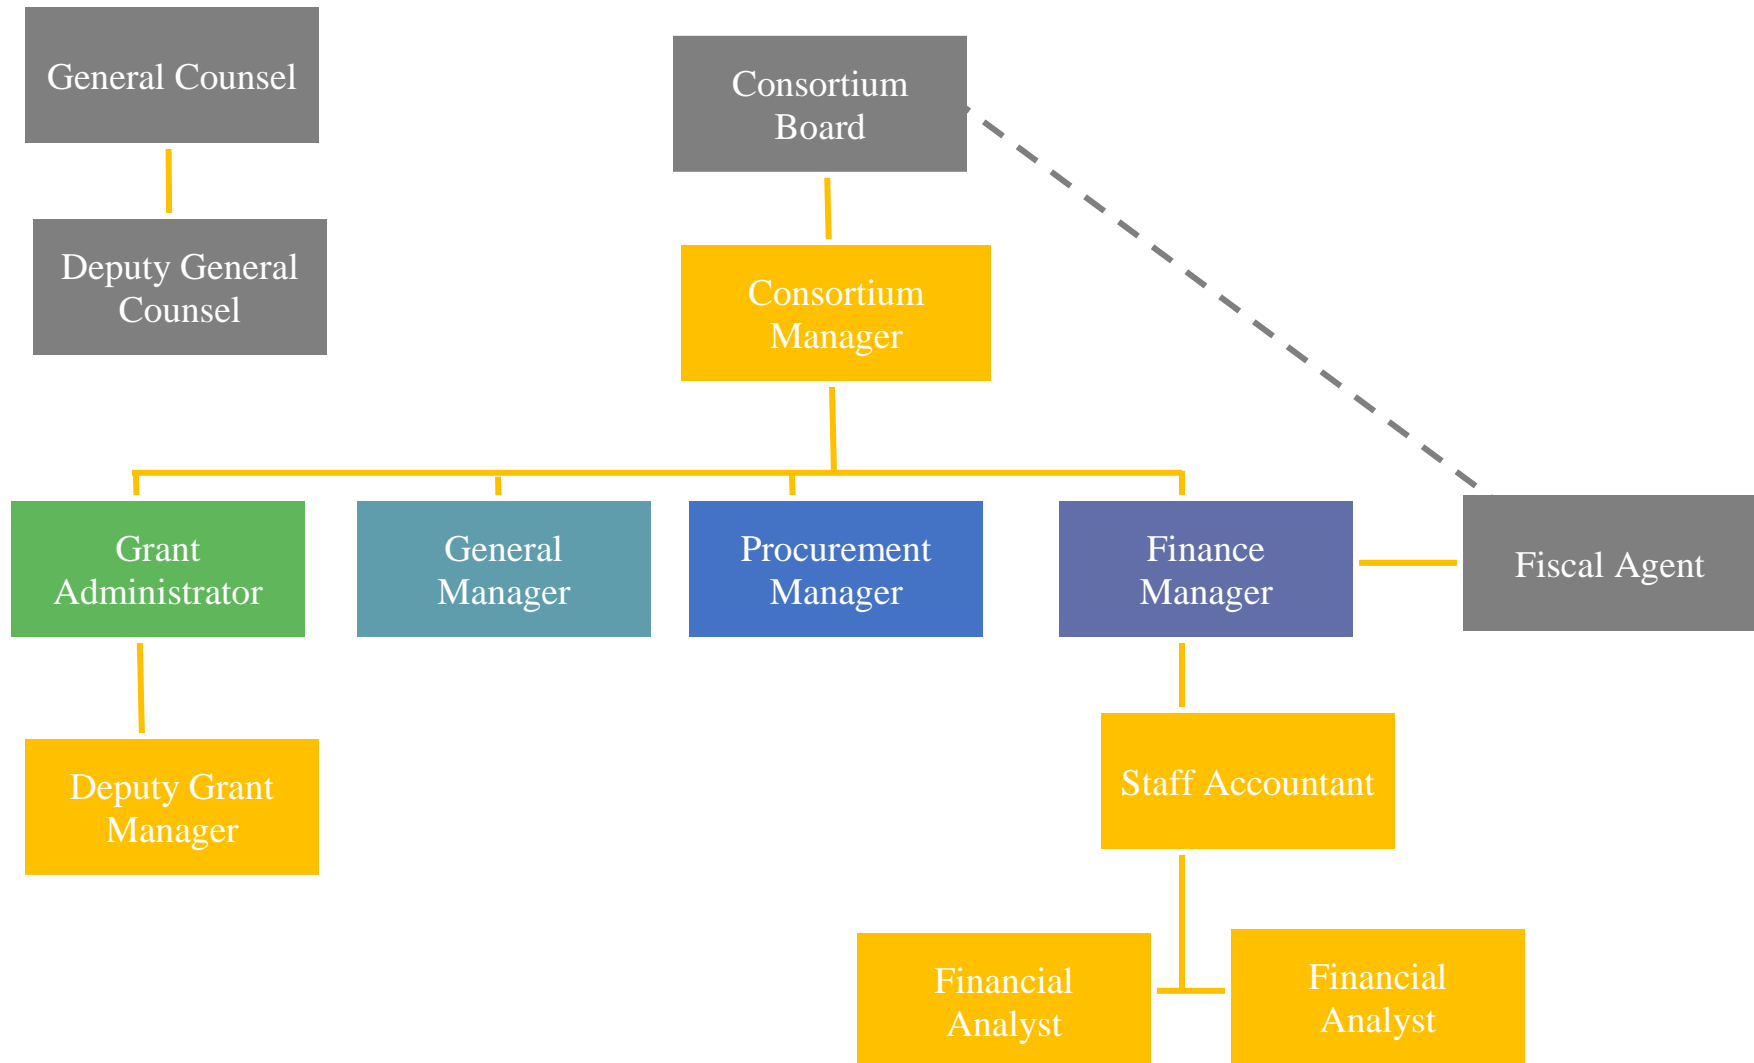 General Counsel
Consortium
Board
Deputy General
Counsel
Consortium
Manager
Grant
Administrator
General
Manager
Procurement
Manager
Finance
Manager
Fiscal Agent
Deputy Grant
Manager
Staff Accountant
Financial
Analyst
Financial
Analyst